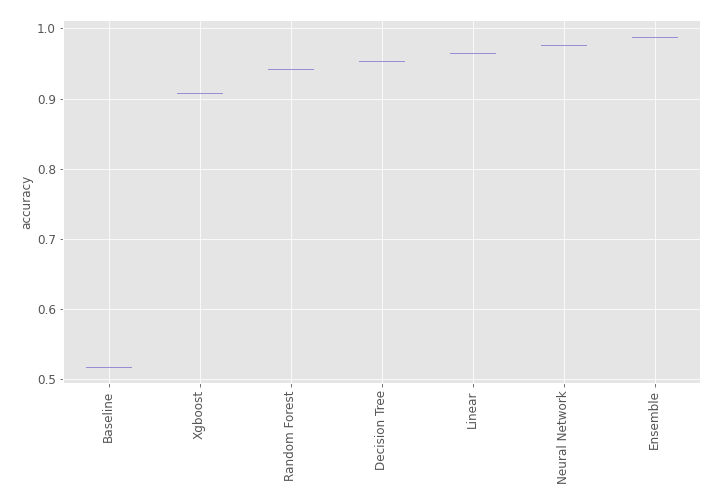 1.0
0.9
0.8
0.7
0.6
0.5
accuracy
Baseline
Xgboost
Random Forest
Decision Tree
Linear
Neural Network
Ensemble